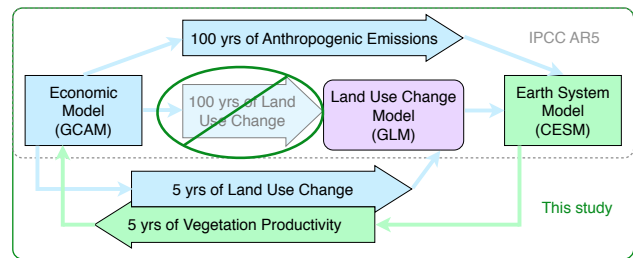 100 yrs of Anthropogenic Emissions
IPCC AR5
Economic
Model
(GCAM)
100 yrs of Land
Use Change
Land Use Change
Model
(GLM)
Earth System
Model
(CESM)
5 yrs of Land Use Change
5 yrs of Vegetation Productivity
This study